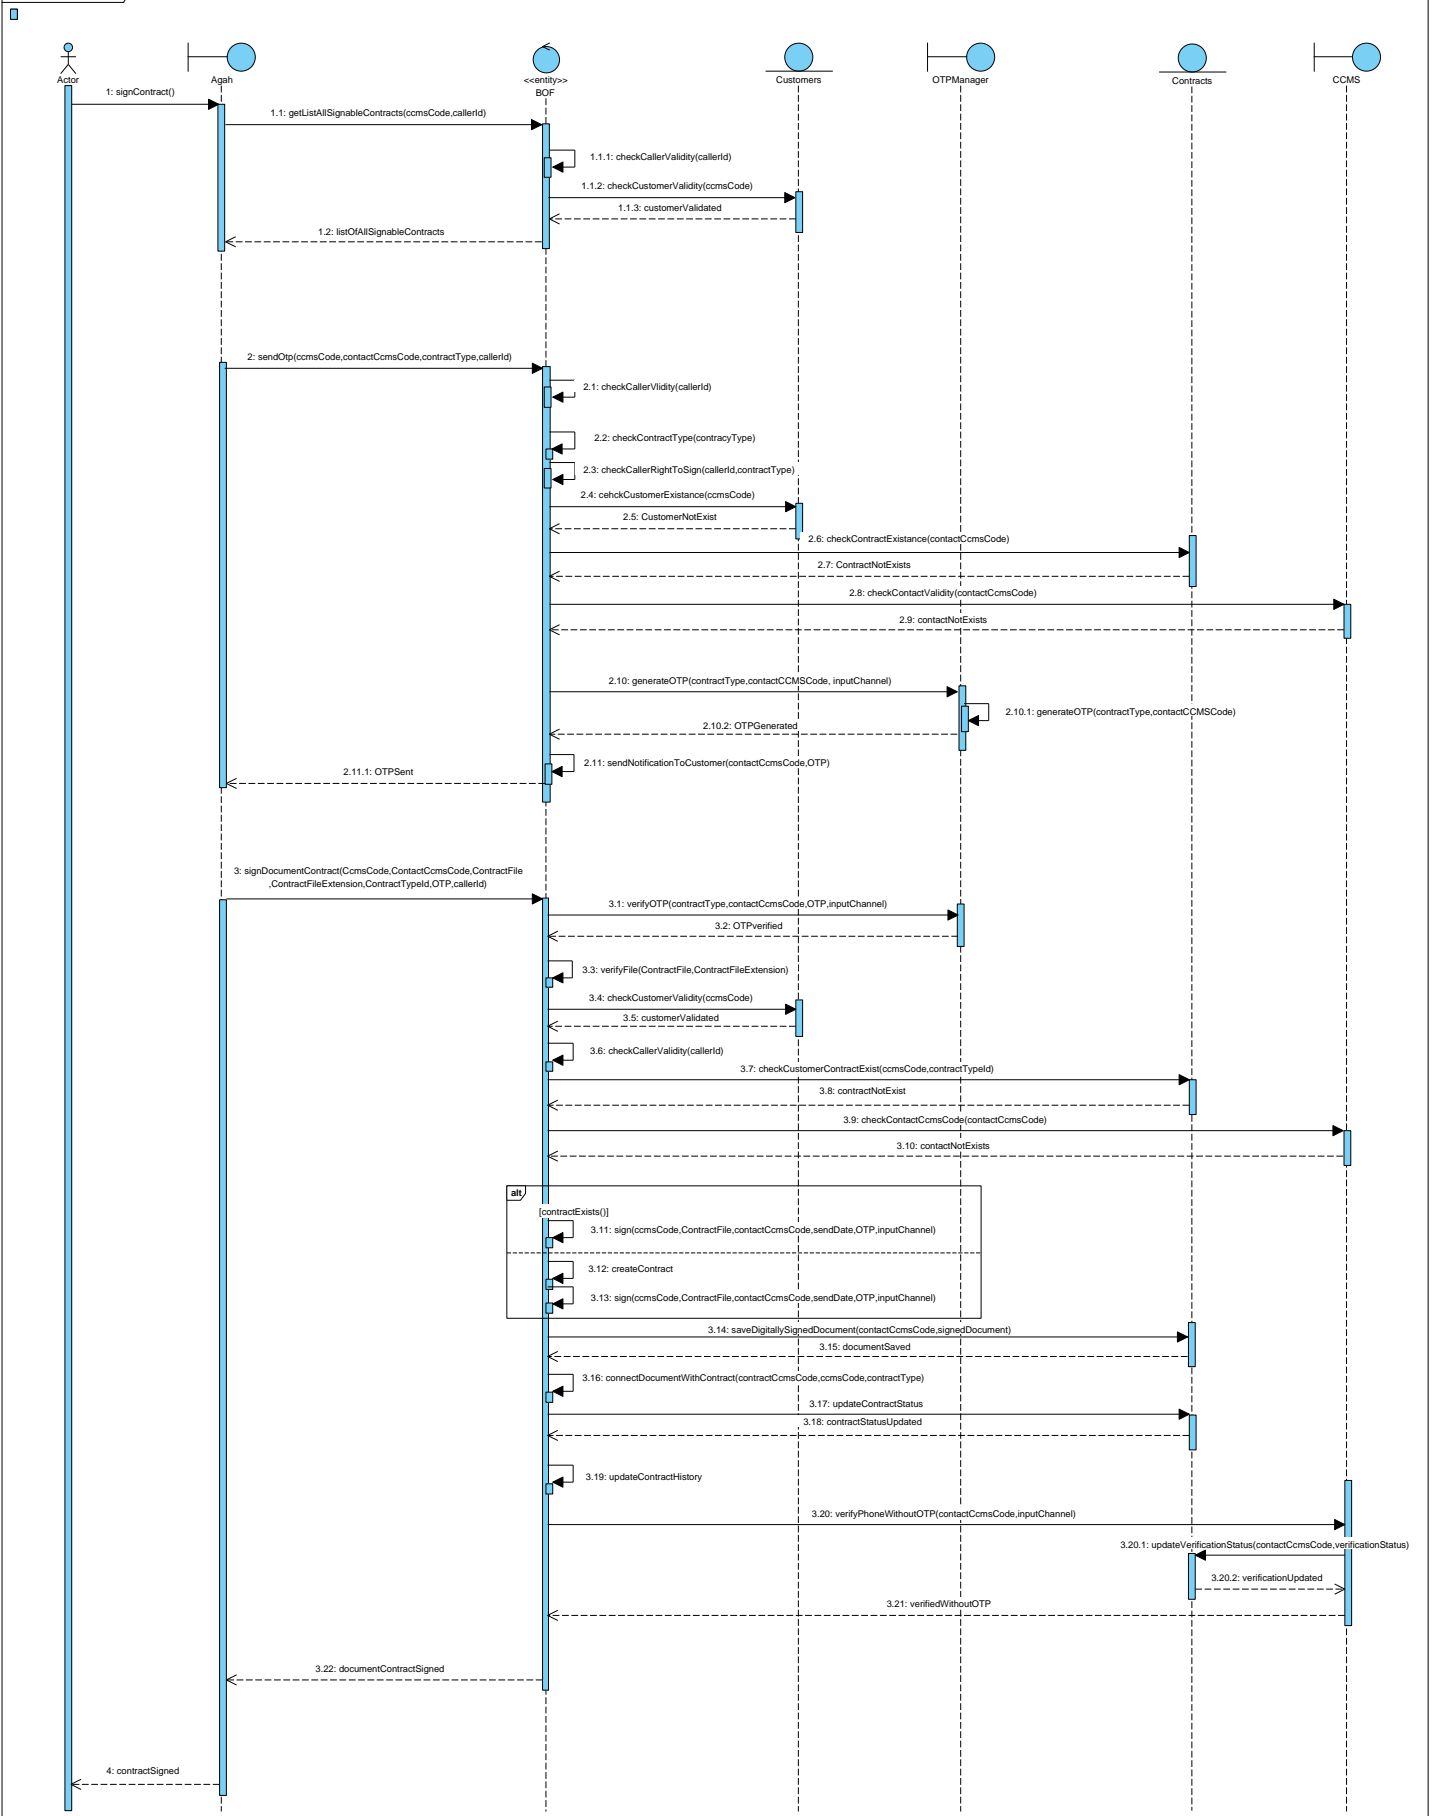 Actor
Agah
<<entity>>
BOF
Customers
OTPManager
Contracts
CCMS
1: signContract()
1.1: getListAllSignableContracts(ccmsCode,callerId)
1.1.1: checkCallerValidity(callerId)
1.1.2: checkCustomerValidity(ccmsCode)
1.1.3: customerValidated
1.2: listOfAllSignableContracts
2: sendOtp(ccmsCode,contactCcmsCode,contractType,callerId)
2.1: checkCallerVlidity(callerId)
2.2: checkContractType(contracyType)
2.3: checkCallerRightToSign(callerId,contractType)
2.4: cehckCustomerExistance(ccmsCode)
2.5: CustomerNotExist
2.6: checkContractExistance(contactCcmsCode)
2.7: ContractNotExists
2.8: checkContactValidity(contactCcmsCode)
2.9: contactNotExists
2.10: generateOTP(contractType,contactCCMSCode, inputChannel)
2.10.1: generateOTP(contractType,contactCCMSCode)
2.10.2: OTPGenerated
2.11: sendNotificationToCustomer(contactCcmsCode,OTP)
2.11.1: OTPSent
3: signDocumentContract(CcmsCode,ContactCcmsCode,ContractFile
,ContractFileExtension,ContractTypeId,OTP,callerId)
3.1: verifyOTP(contractType,contactCcmsCode,OTP,inputChannel)
3.2: OTPverified
3.3: verifyFile(ContractFile,ContractFileExtension)
3.4: checkCustomerValidity(ccmsCode)
3.5: customerValidated
3.6: checkCallerValidity(callerId)
3.7: checkCustomerContractExist(ccmsCode,contractTypeId)
3.8: contractNotExist
3.9: checkContactCcmsCode(contactCcmsCode)
3.10: contactNotExists
alt
[contractExists()]
3.11: sign(ccmsCode,ContractFile,contactCcmsCode,sendDate,OTP,inputChannel)
3.12: createContract
3.13: sign(ccmsCode,ContractFile,contactCcmsCode,sendDate,OTP,inputChannel)
3.14: saveDigitallySignedDocument(contactCcmsCode,signedDocument)
3.15: documentSaved
3.16: connectDocumentWithContract(contractCcmsCode,ccmsCode,contractType)
3.17: updateContractStatus
3.18: contractStatusUpdated
3.19: updateContractHistory
3.20: verifyPhoneWithoutOTP(contactCcmsCode,inputChannel)
3.20.1: updateVerificationStatus(contactCcmsCode,verificationStatus)
3.20.2: verificationUpdated
3.21: verifiedWithoutOTP
3.22: documentContractSigned
4: contractSigned